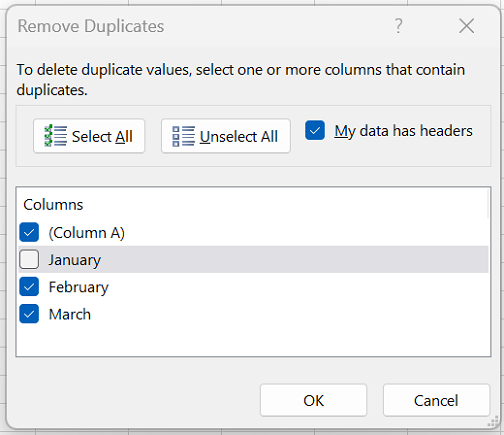 Remove Duplicates
?
To delete duplicate values, select one or more columns that contain
duplicates.
Select All
Unselect All
My data has headers
Columns
(Column A)
January
February
March
OK
Cancel